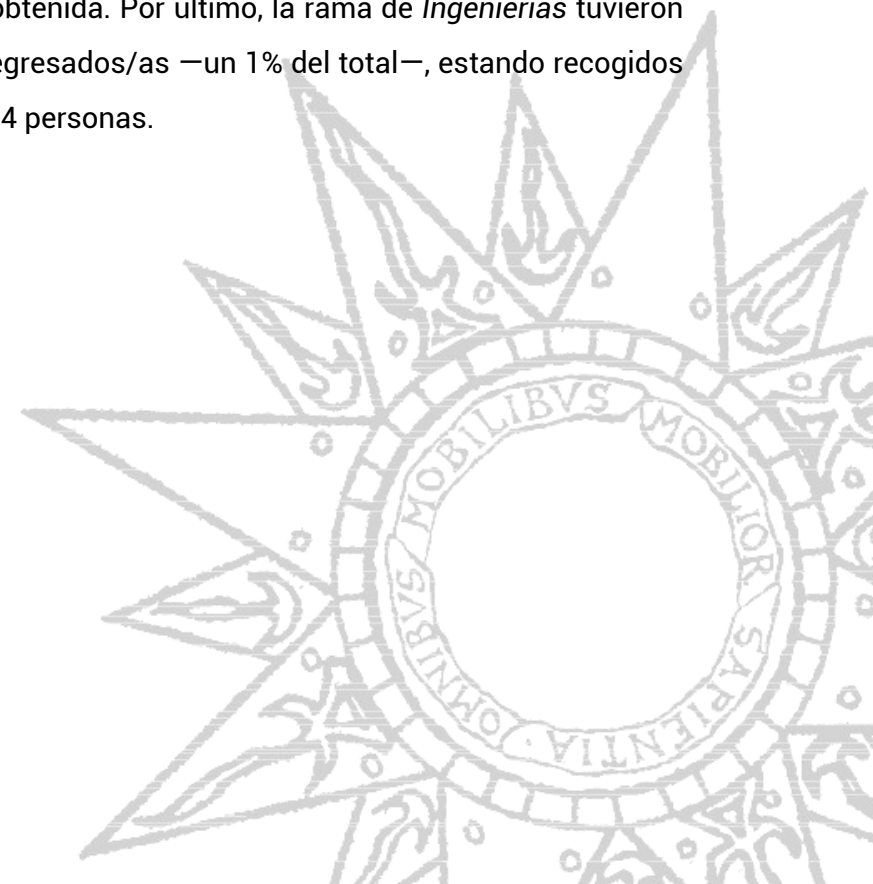 obtenida. Por último, la rama de Ingenierías tuvieron
egresados/as —un 1% del total—, estando recogidos
4 personas.
OMNIBVS MOBILIBVS MOBILIOR SAPIENTIA